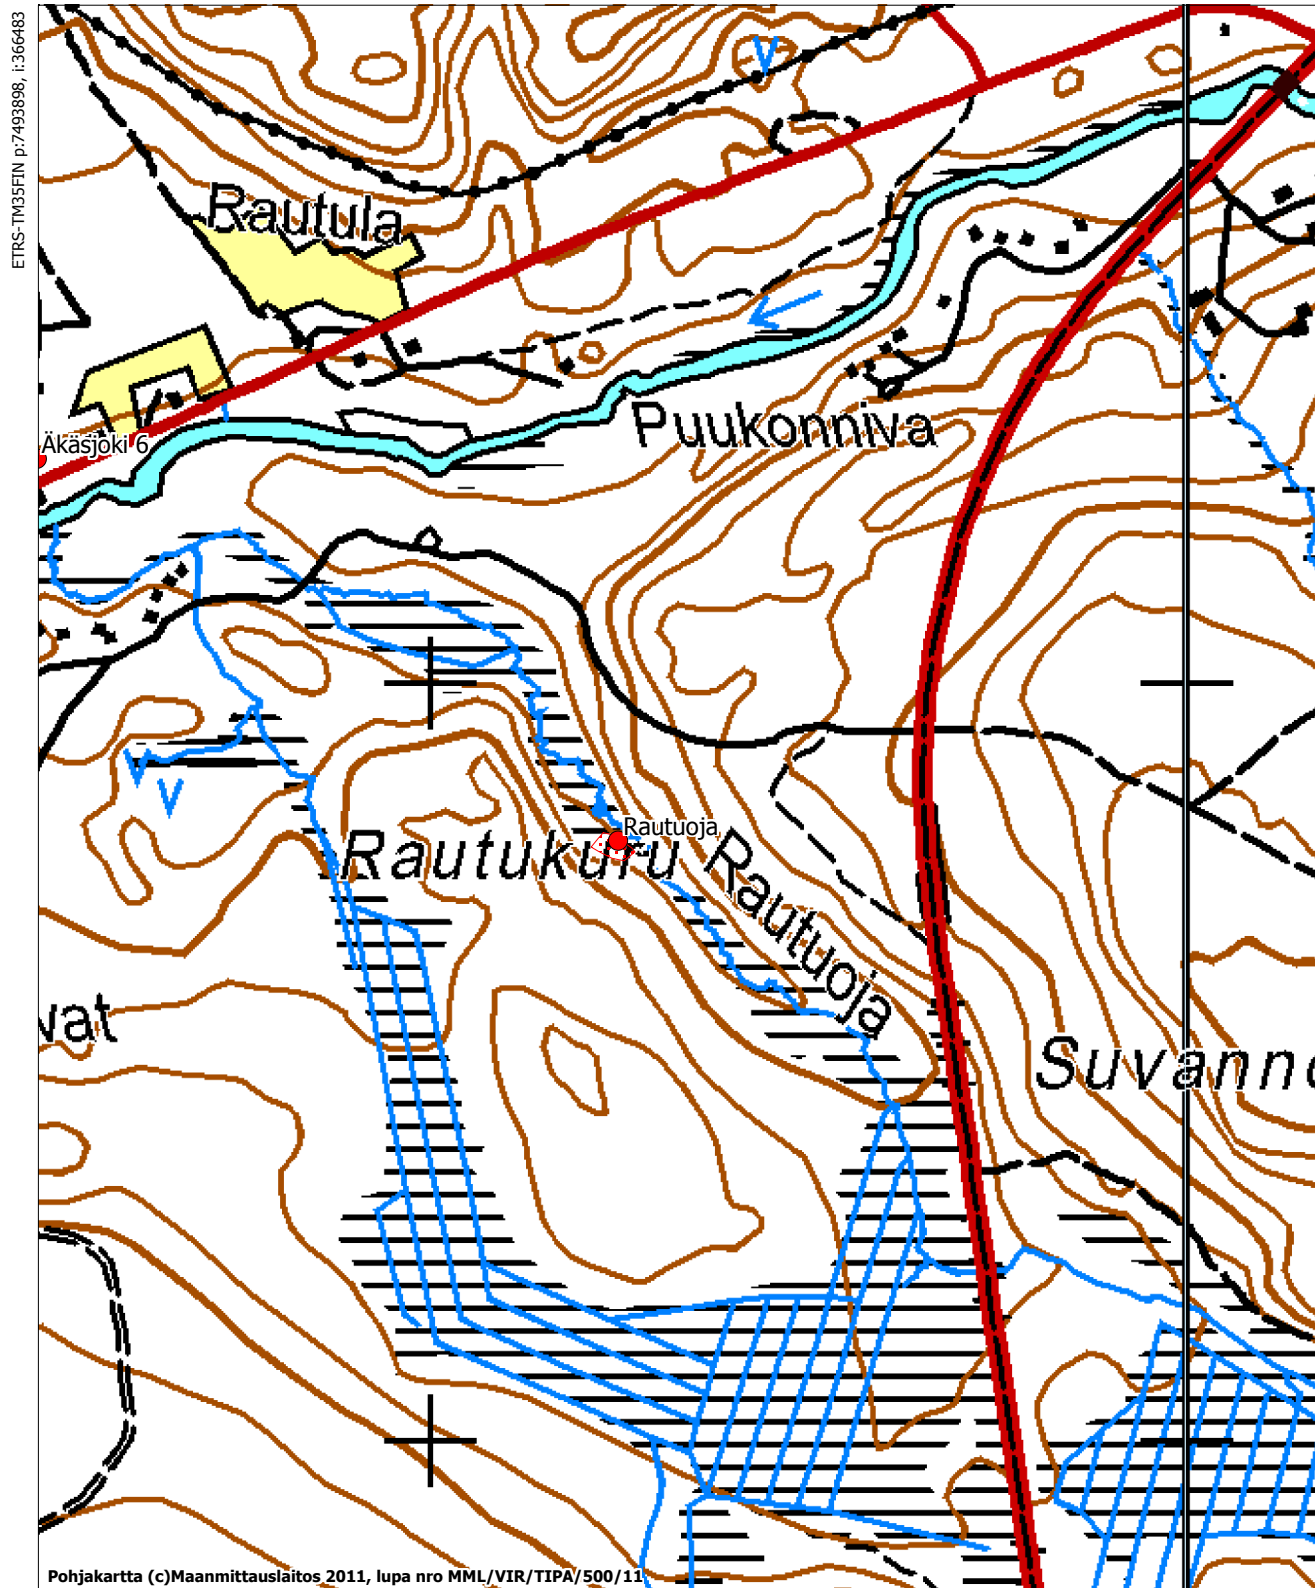 ETRS-TM35FIN p:7493898, i:366483
Rautula
Puukonniva
Äkäsjoki 6
Rautuoja
Rautukuru
Rautuoja
vat
Suvanno
Pohjakartta (c)Maanmittauslaitos 2011, lupa nro MML/VIR/TIPA/500/11